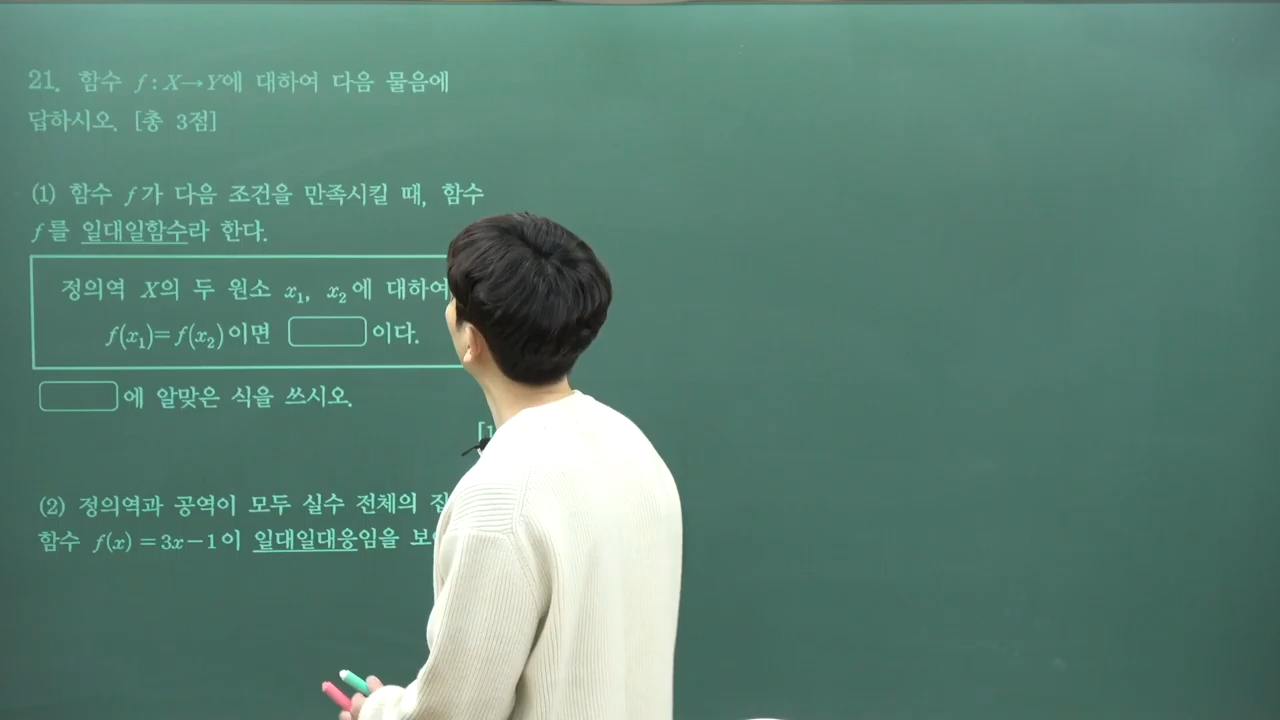 21. 함수 f : X→Y에 대하여 다음 물음에
답하시오. [총 3점]
(1) 함수 f가 다음 조건을 만족시킬 때, 함수
f를 일대일함수라 한다.
정의역 X의 두 원소 x₁, x₂에 대하여
f(x₁)=f(x₂)이면 이다.
에 알맞은 식을 쓰시오.
[1
(2) 정의역과 공역이 모두 실수 전체의
함수 f(x)=3x-1이 일대일대응임을